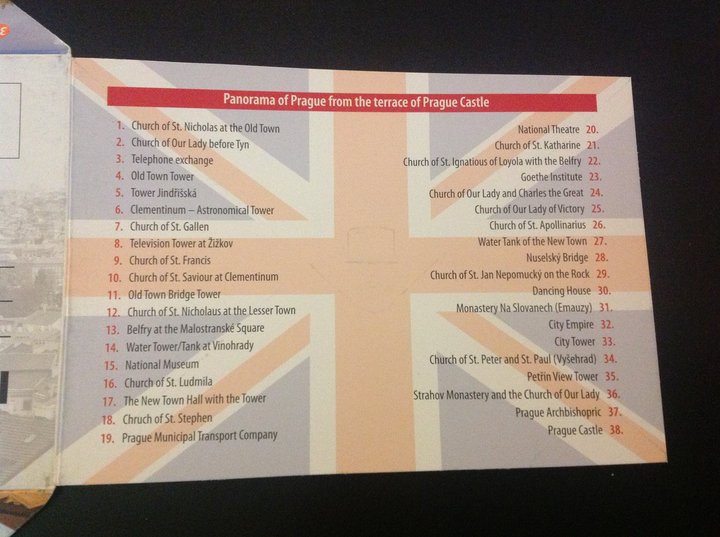 Panorama of Prague from the terrace of Prague Castle
1. Church of St. Nicholas at the Old Town
2. Church of Our Lady before Tyn
3. Telephone exchange
4. Old Town Tower
5. Tower Jindřišská
6. Clementinum – Astronomical Tower
7. Church of St. Gallen
8. Television Tower at Žižkov
9. Church of St. Francis
10. Church of St. Saviour at Clementinum
11. Old Town Bridge Tower
12. Church of St. Nicholaus at the Lesser Town
13. Belfry at the Malostranské Square
14. Water Tower/Tank at Vinohrady
15. National Museum
16. Church of St. Ludmila
17. The New Town Hall with the Tower
18. Chruch of St. Stephen
19. Prague Municipal Transport Company
National Theatre 20.
Church of St. Katharine 21.
Church of St. Ignatious of Loyola with the Belfry 22.
Goethe Institute 23.
Church of Our Lady and Charles the Great 24.
Church of Our Lady of Victory 25.
Church of St. Apollinarius 26.
Water Tank of the New Town 27.
Nuselský Bridge 28.
Church of St. Jan Nepomucký on the Rock 29.
Dancing House 30.
Monastery Na Slovanech (Emauzy) 31.
City Empire 32.
City Tower 33.
Church of St. Peter and St. Paul (Vyšehrad) 34.
Petřín View Tower 35.
Strahov Monastery and the Church of Our Lady 36.
Prague Archbishopric 37.
Prague Castle 38.